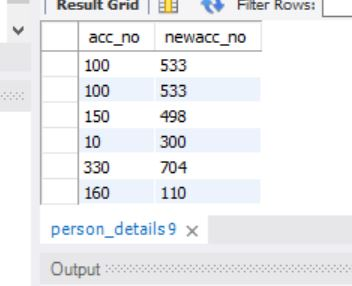 Result Grid Filter Rows:
acc_no newacc_no
100 533
100 533
150 498
10 300
330 704
160 110
person_details9 ×
Output